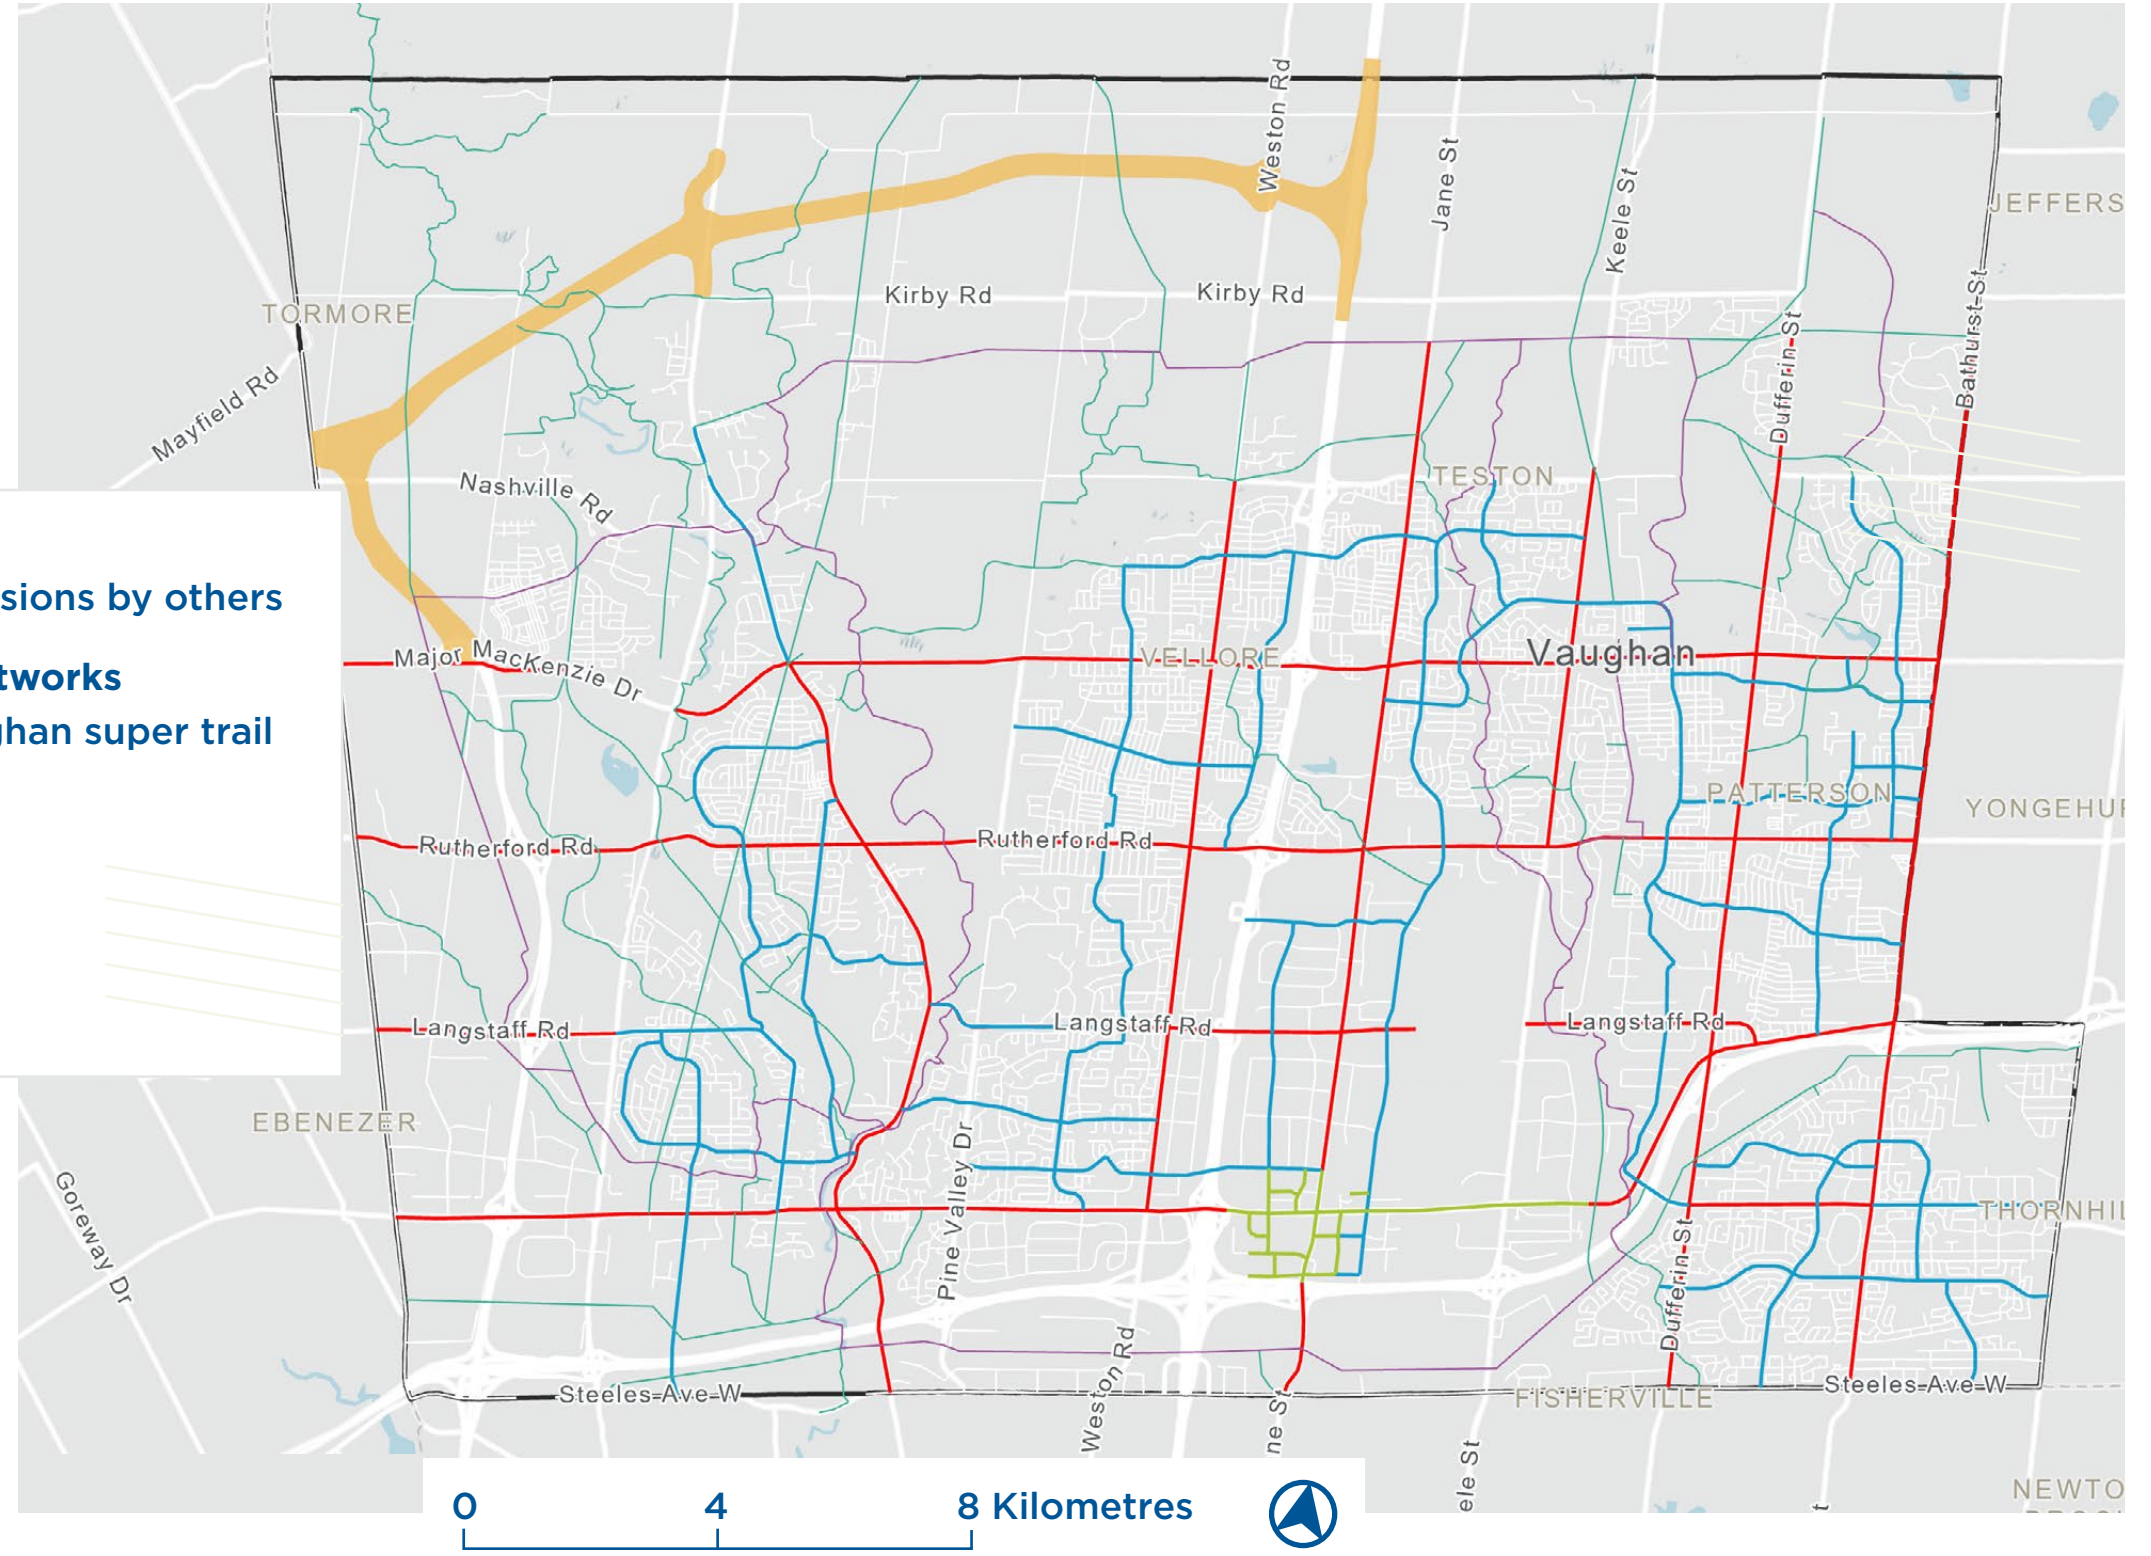 Weston Rd
Jane St
Keele St
JEFFERS
Kirby Rd
Kirby Rd
TORMORE
Bathurst St
Dufferin St
Mayfield Rd
Nashville Rd
TESTON
sions by others
Major MacKenzie Dr
VELLORE
Vaughan
tworks
ghan super trail
PATTERSON
YONGEHUR
Rutherford Rd
Rutherford Rd
Langstaff Rd
Langstaff Rd
Langstaff Rd
EBENEZER
Goreway Dr
Pine Valley Dr
THORNHIL
Dufferin St
Weston Rd
Steeles Ave W
Steeles Ave W
FISHERVILLE
ne St
ele St
t
NEWTO
0 4 8 Kilometres